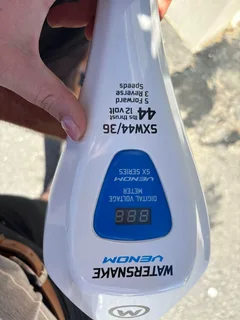 WATERSNAKE
VENOM
888
DIGITAL VOLTAGE
METER
VENOM
SX SERIES
SXW44/36
44 lbs thrust
12 volt
5 Forward
3 Reverse
Speeds